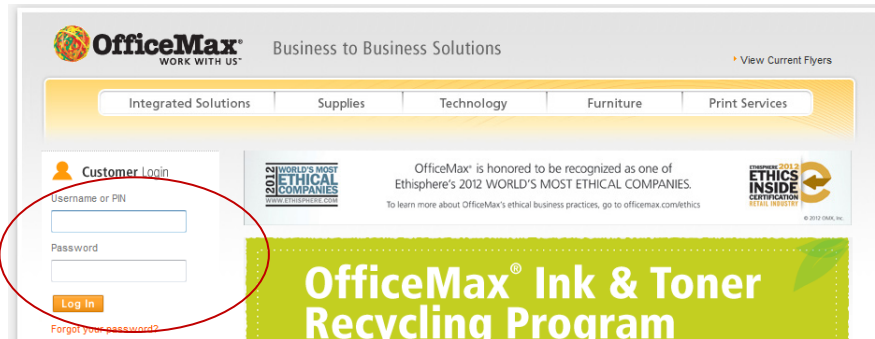 OfficeMax®
WORK WITH US™
Business to Business Solutions
View Current Flyers
Integrated Solutions
Supplies
Technology
Furniture
Print Services
Customer Login
Username or PIN
Password
Log In
Forgot your password?
2012 WORLD'S MOST
ETHICAL
COMPANIES
WWW.ETHISPHERE.COM
OfficeMax® is honored to be recognized as one of
Ethisphere's 2012 WORLD'S MOST ETHICAL COMPANIES.
To learn more about OfficeMax's ethical business practices, go to officemax.com/ethics
ETHISPHERE 2012
ETHICS
INSIDE
CERTIFICATION
RETAIL INDUSTRY
© 2012 OMX, Inc.
OfficeMax® Ink & Toner
Recycling Program